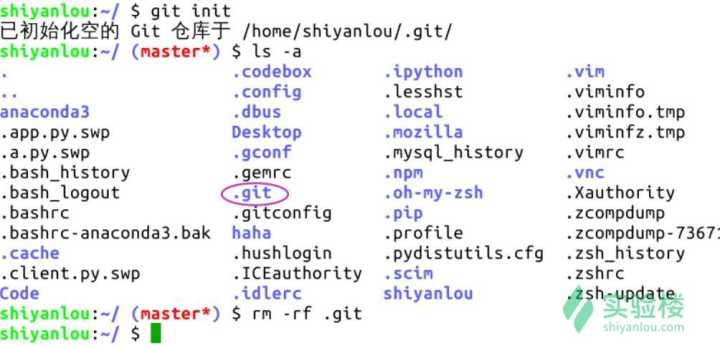 shiyanlou:~/ $ git init
已初始化空的 Git 仓库于 /home/shiyanlou/.git/
shiyanlou:~/ (master*) $ ls -a
. .codebox .ipython .vim
.. .config .lesshst .viminfo
anaconda3 .dbus .local .viminfo.tmp
.app.py.swp Desktop .mozilla .viminfz.tmp
.a.py.swp .gconf .mysql_history .vimrc
.bash_history .gemrc .npm .vnc
.bash_logout .git .oh-my-zsh .Xauthority
.bashrc .gitconfig .pip .zcompdump
.bashrc-anaconda3.bak haha .profile .zcompdump-7367
.cache .hushlogin .pydistutils.cfg .zsh_history
.client.py.swp .ICEauthority .scim .zshrc
Code .idlerc shiyanlou .zsh-update
shiyanlou:~/ (master*) $ rm -rf .git
shiyanlou:~/ $
实验楼
shiyanlou.com